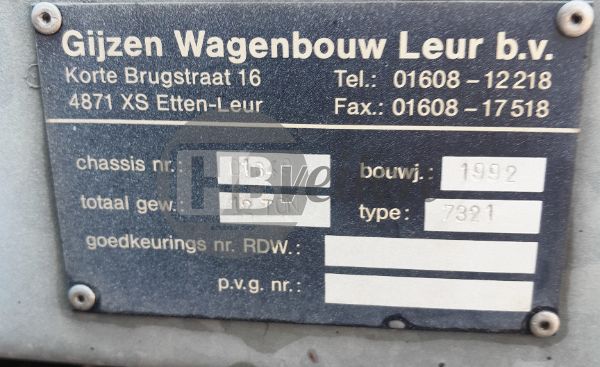 Gijzen Wagenbouw Leur b.v.
Korte Brugstraat 16 Tel.: 01608-12218
4871 XS Etten-Leur Fax.: 01608-17518
chassis nr.: bouwj.: 1992
totaal gew.: type: 7321
goedkeurings nr. RDW.:
p.v.g. nr.: